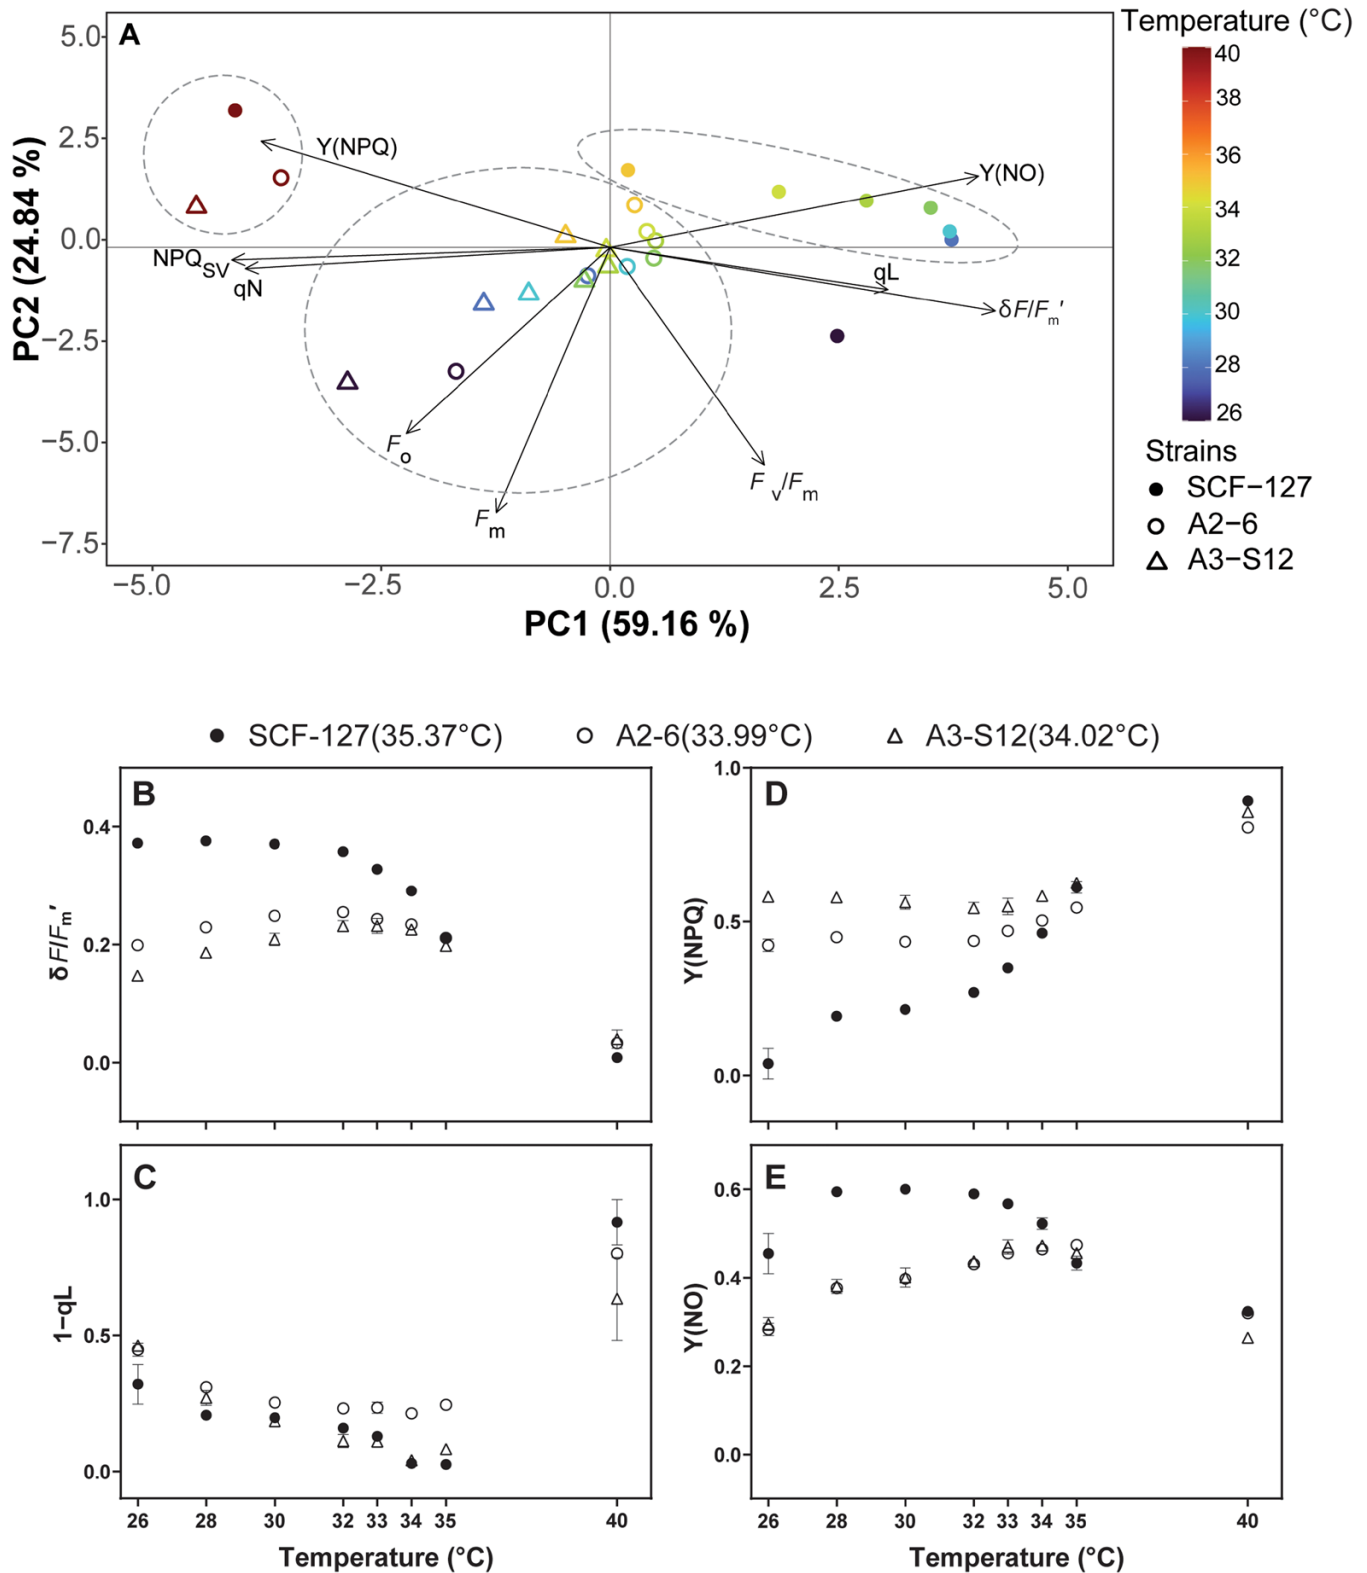 A
Temperature (°C)
5.0
2.5
0.0
−2.5
−5.0
−7.5
PC2 (24.84 %)
Y(NPQ)
Y(NO)
NPQSV
qN
qL
δF/Fm′
Fo
Fm
F v/Fm
−5.0
−2.5
0.0
2.5
5.0
PC1 (59.16 %)
40
38
36
34
32
30
28
26
Strains
SCF−127
A2−6
A3−S12
SCF-127(35.37°C)
A2-6(33.99°C)
A3-S12(34.02°C)
B
0.4
0.2
0.0
δF/Fm′
D
1.0
0.5
0.0
Y(NPQ)
C
1.0
0.5
0.0
1−qL
26 28 30 32 33 34 35 40
Temperature (°C)
E
0.6
0.4
0.2
0.0
Y(NO)
26 28 30 32 33 34 35 40
Temperature (°C)